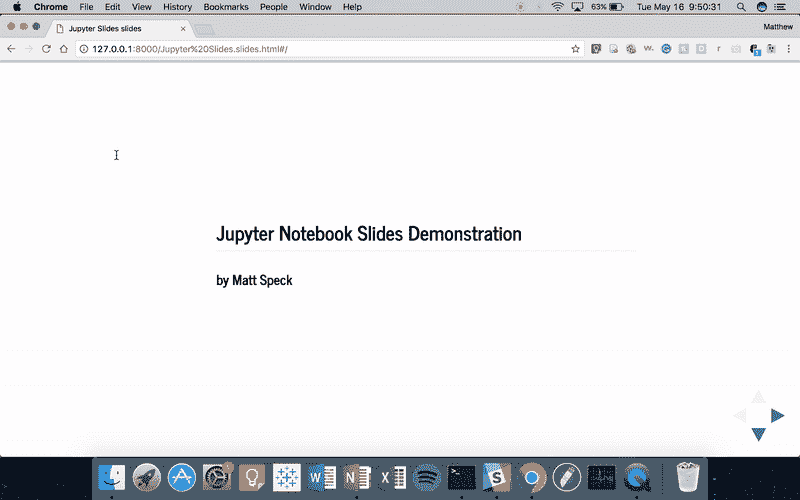 Chrome File Edit View History Bookmarks People Window Help 63% Tue May 16 9:50:31
Jupyter Slides slides Matthew
127.0.0.1:8000/Jupyter%20Slides.slides.html#/
Jupyter Notebook Slides Demonstration
by Matt Speck